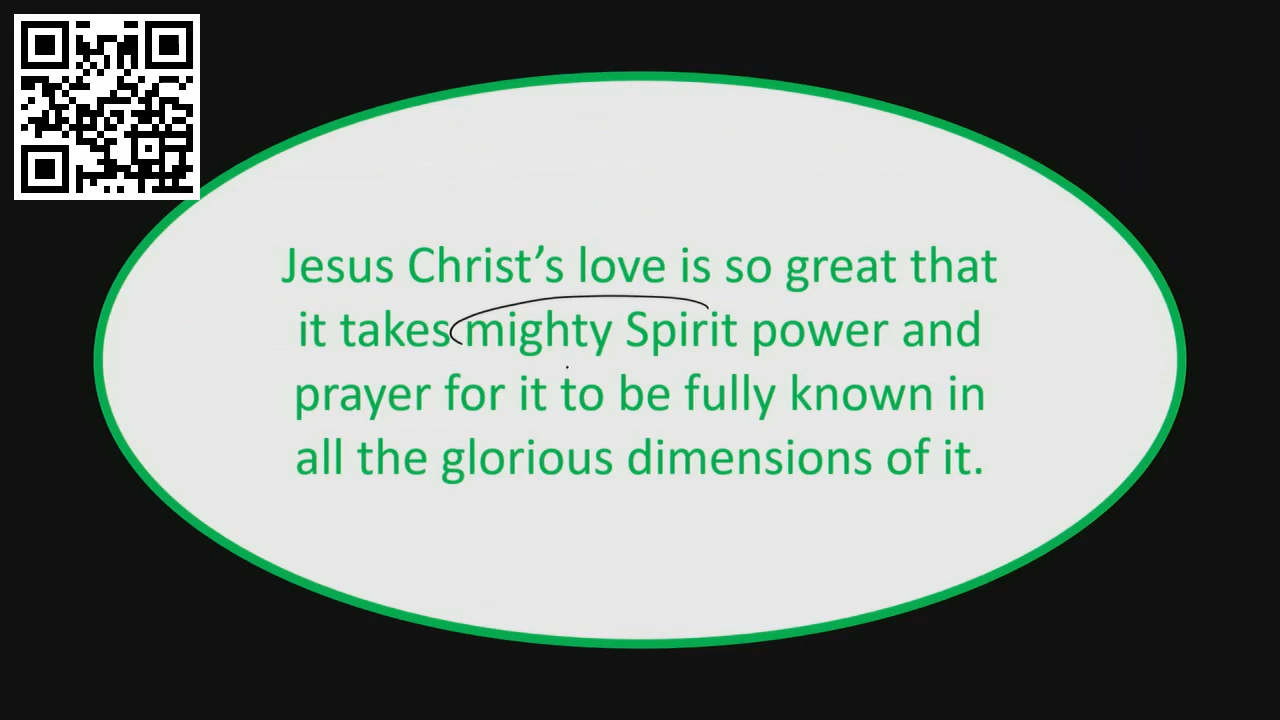 Jesus Christ’s love is so great that
it takes mighty Spirit power and
prayer for it to be fully known in
all the glorious dimensions of it.